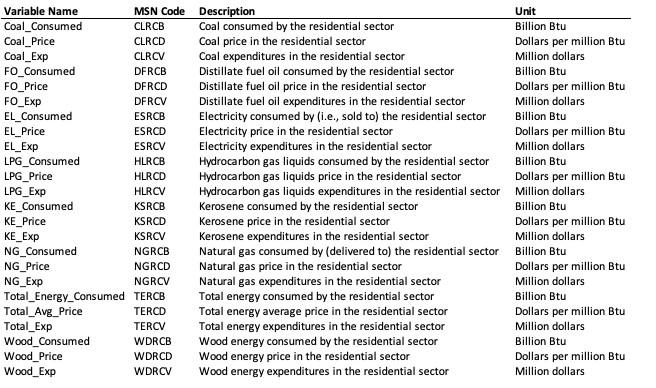 Variable Name MSN Code Description Unit
Coal_Consumed CLRCB Coal consumed by the residential sector Billion Btu
Coal_Price CLRCD Coal price in the residential sector Dollars per million Btu
Coal_Exp CLRCV Coal expenditures in the residential sector Million dollars
FO_Consumed DFRCB Distillate fuel oil consumed by the residential sector Billion Btu
FO_Price DFRCD Distillate fuel oil price in the residential sector Dollars per million Btu
FO_Exp DFRCV Distillate fuel oil expenditures in the residential sector Million dollars
EL_Consumed ESRCB Electricity consumed by (i.e., sold to) the residential sector Billion Btu
EL_Price ESRCD Electricity price in the residential sector Dollars per million Btu
EL_Exp ESRCV Electricity expenditures in the residential sector Million dollars
LPG_Consumed HLRCB Hydrocarbon gas liquids consumed by the residential sector Billion Btu
LPG_Price HLRCD Hydrocarbon gas liquids price in the residential sector Dollars per million Btu
LPG_Exp HLRCV Hydrocarbon gas liquids expenditures in the residential sector Million dollars
KE_Consumed KSRCB Kerosene consumed by the residential sector Billion Btu
KE_Price KSRCD Kerosene price in the residential sector Dollars per million Btu
KE_Exp KSRCV Kerosene expenditures in the residential sector Million dollars
NG_Consumed NGRCB Natural gas consumed by (delivered to) the residential sector Billion Btu
NG_Price NGRCD Natural gas price in the residential sector Dollars per million Btu
NG_Exp NGRCV Natural gas expenditures in the residential sector Million dollars
Total_Energy_Consumed TERCB Total energy consumed by the residential sector Billion Btu
Total_Avg_Price TERCD Total energy average price in the residential sector Dollars per million Btu
Total_Exp TERCV Total energy expenditures in the residential sector Million dollars
Wood_Consumed WDRCB Wood energy consumed by the residential sector Billion Btu
Wood_Price WDRCD Wood energy price in the residential sector Dollars per million Btu
Wood_Exp WDRCV Wood energy expenditures in the residential sector Million dollars